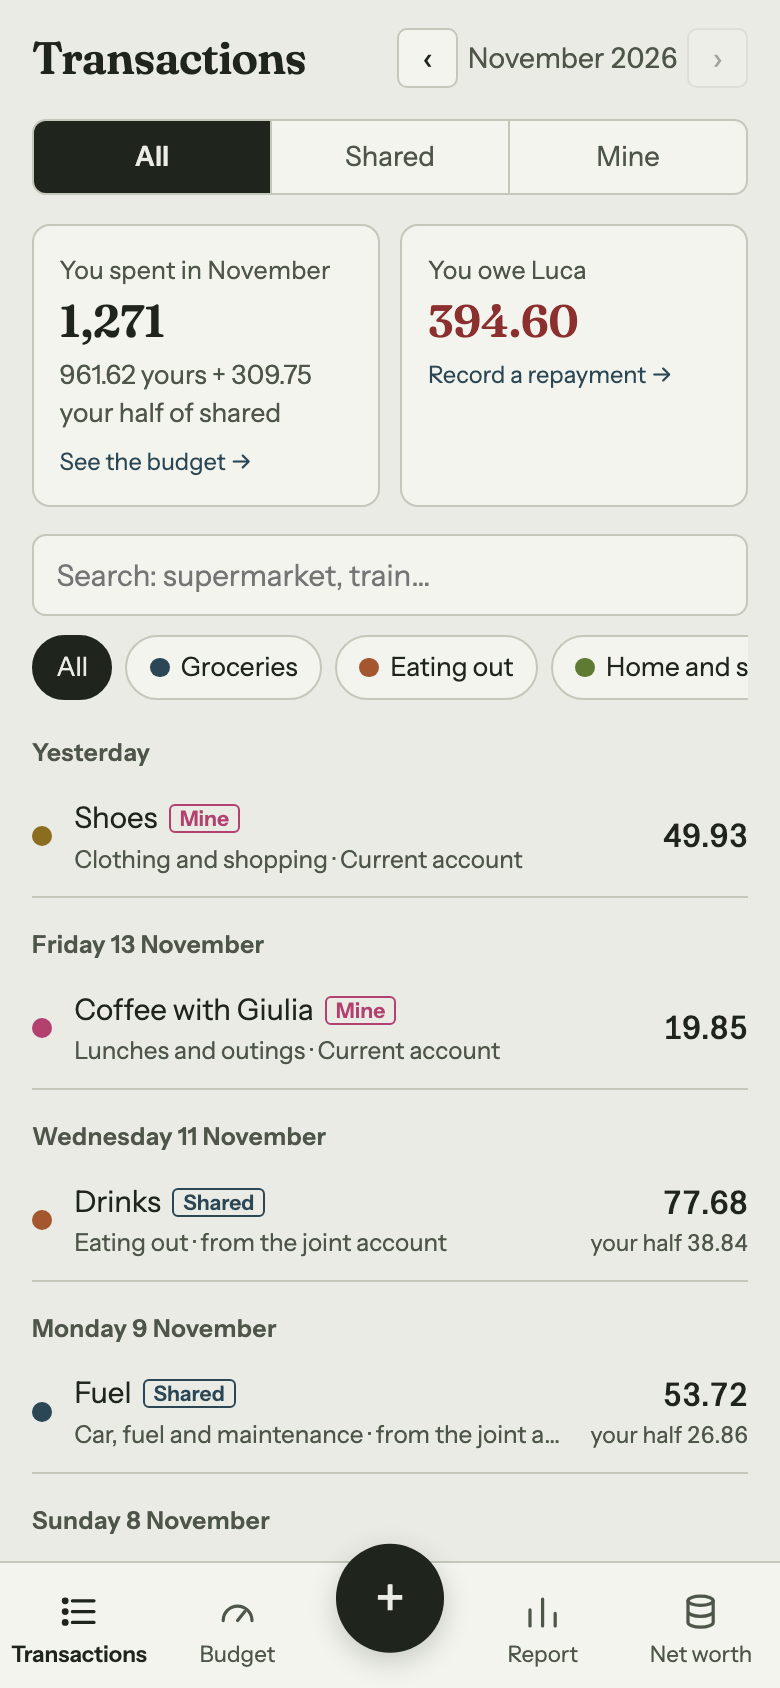 Transactions
‹ November 2026 ›
All Shared Mine
You spent in November
1,271
961.62 yours + 309.75
your half of shared
See the budget →
You owe Luca
394.60
Record a repayment →
Search: supermarket, train...
All Groceries Eating out Home and s
Yesterday
Shoes Mine
49.93
Clothing and shopping · Current account
Friday 13 November
Coffee with Giulia Mine
19.85
Lunches and outings · Current account
Wednesday 11 November
Drinks Shared 77.68
Eating out · from the joint account your half 38.84
Monday 9 November
Fuel Shared 53.72
Car, fuel and maintenance · from the joint a... your half 26.86
Sunday 8 November
+
Transactions Budget Report Net worth